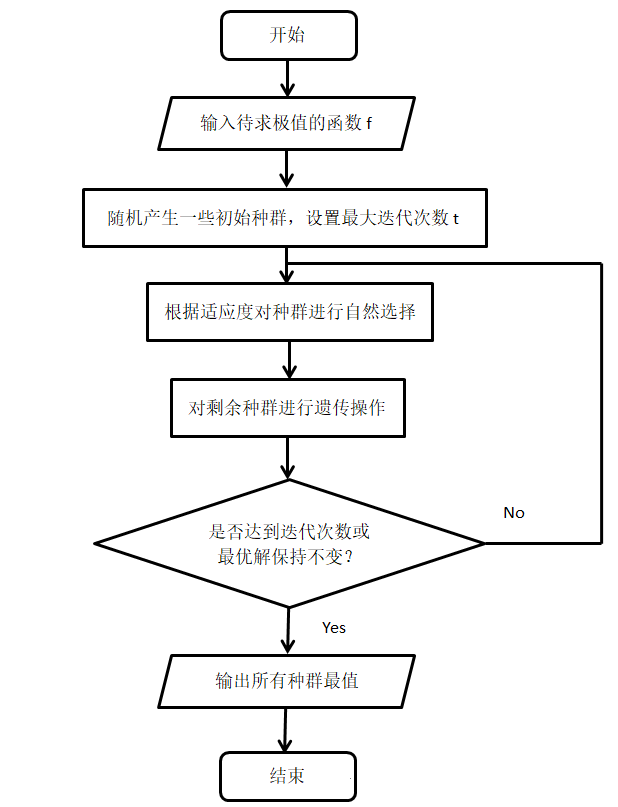 开始
输入待求极值的函数 f
随机产生一些初始种群，设置最大迭代次数 t
根据适应度对种群进行自然选择
对剩余种群进行遗传操作
是否达到迭代次数或
最优解保持不变？
No
Yes
输出所有种群最值
结束